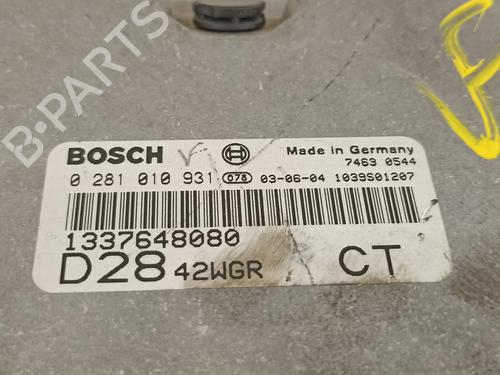 B-PARTS
BOSCH
Made in Germany
7463 0544
0 281 010 931 078 03-06-04 1039S01207
1337648080
D28 42WGR CT